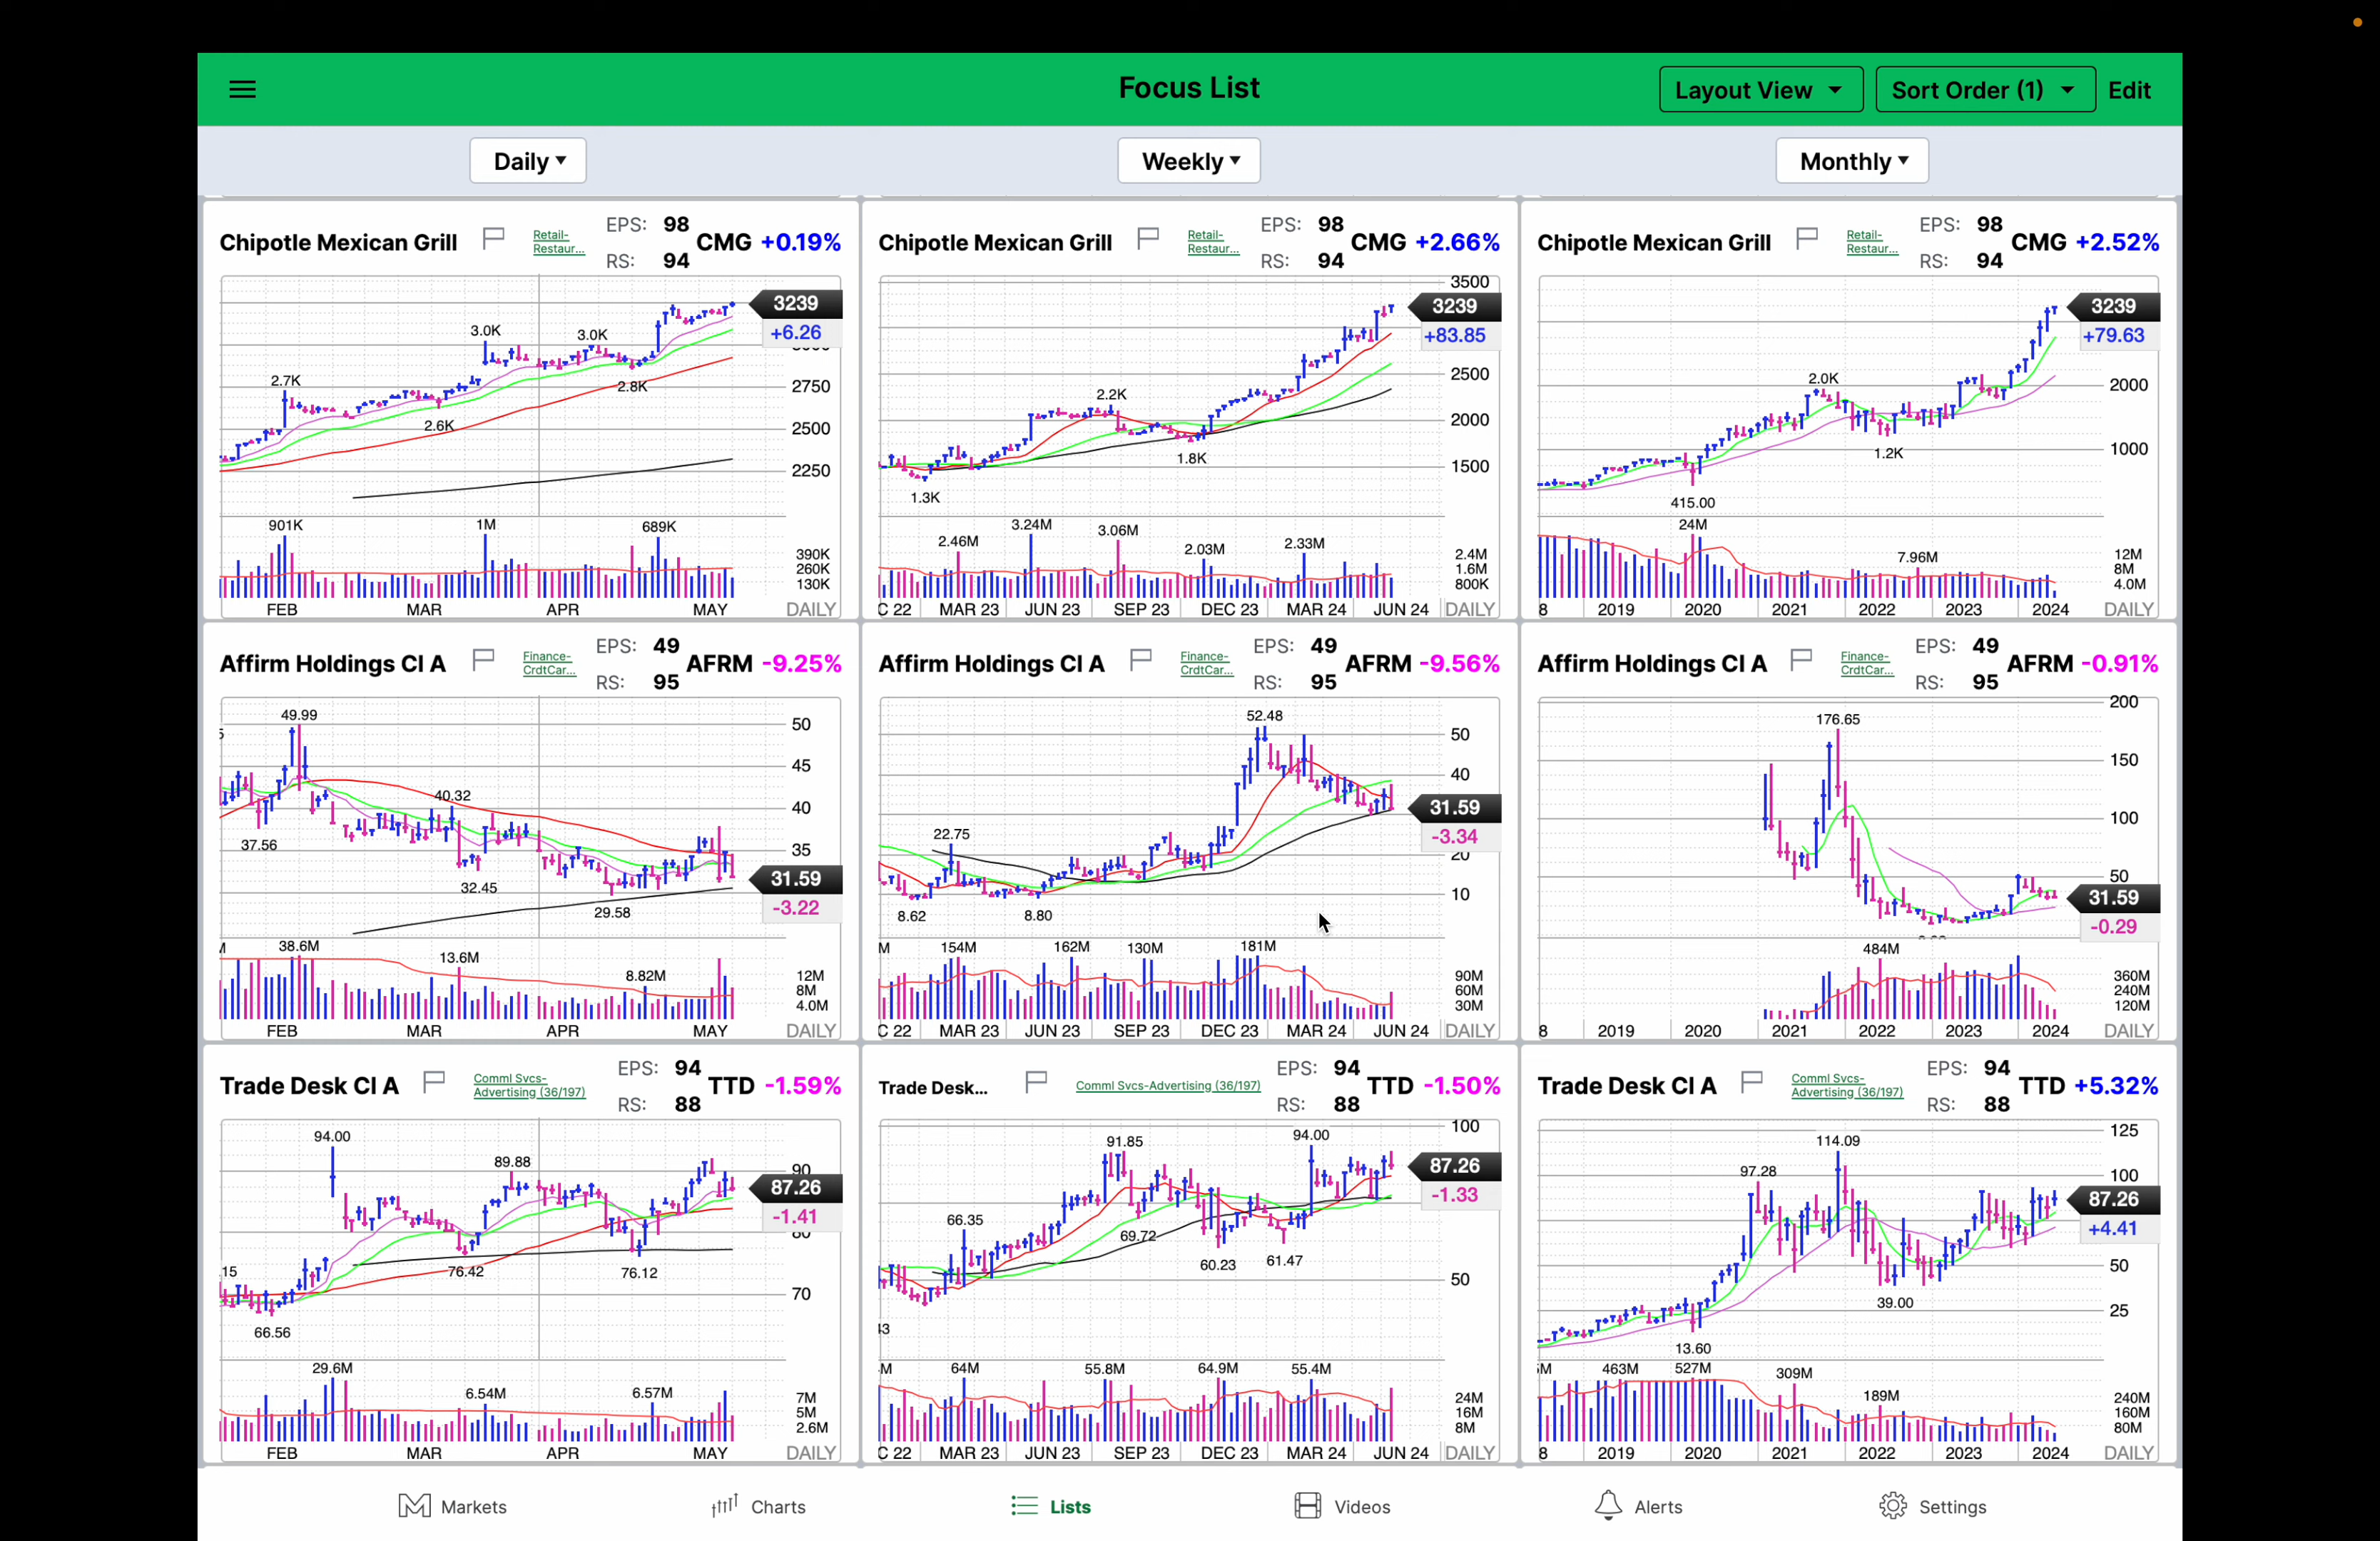 Focus List
Layout View
Sort Order (1)
Edit
Daily
Weekly
Monthly
Chipotle Mexican Grill
Retail-
Restaur...
EPS: 98
RS: 94
CMG +0.19%
3239
+6.26
2750
2500
2250
3.0K
3.0K
2.7K
2.8K
2.6K
901K
1M
689K
390K
260K
130K
FEB MAR APR MAY DAILY
Chipotle Mexican Grill
Retail-
Restaur...
EPS: 98
RS: 94
CMG +2.66%
3500
3239
+83.85
2500
2000
1500
2.2K
1.8K
1.3K
2.46M
3.24M
3.06M
2.03M
2.33M
2.4M
1.6M
800K
C 22 MAR 23 JUN 23 SEP 23 DEC 23 MAR 24 JUN 24 DAILY
Chipotle Mexican Grill
Retail-
Restaur...
EPS: 98
RS: 94
CMG +2.52%
3239
+79.63
2000
1000
2.0K
1.2K
415.00
24M
7.96M
12M
8M
4.0M
8 2019 2020 2021 2022 2023 2024 DAILY
Affirm Holdings Cl A
Finance-
CrdtCar...
EPS: 49
RS: 95
AFRM -9.25%
50
45
40
35
31.59
-3.22
49.99
40.32
37.56
32.45
29.58
38.6M
13.6M
8.82M
12M
8M
4.0M
FEB MAR APR MAY DAILY
Affirm Holdings Cl A
Finance-
CrdtCar...
EPS: 49
RS: 95
AFRM -9.56%
50
40
31.59
-3.34
20
10
52.48
22.75
8.62
8.80
M
154M
162M
130M
181M
90M
60M
30M
C 22 MAR 23 JUN 23 SEP 23 DEC 23 MAR 24 JUN 24 DAILY
Affirm Holdings Cl A
Finance-
CrdtCar...
EPS: 49
RS: 95
AFRM -0.91%
200
150
100
50
31.59
-0.29
176.65
484M
360M
240M
120M
8 2019 2020 2021 2022 2023 2024 DAILY
Trade Desk Cl A
Comml Svcs-
Advertising (36/197)
EPS: 94
RS: 88
TTD -1.59%
90
87.26
-1.41
80
70
94.00
89.88
.15
76.42
76.12
66.56
29.6M
6.54M
6.57M
7M
5M
2.6M
FEB MAR APR MAY DAILY
Trade Desk...
Comml Svcs-Advertising (36/197)
EPS: 94
RS: 88
TTD -1.50%
100
87.26
-1.33
50
91.85
94.00
66.35
69.72
60.23
61.47
M
64M
55.8M
64.9M
55.4M
24M
16M
8M
C 22 MAR 23 JUN 23 SEP 23 DEC 23 MAR 24 JUN 24 DAILY
Trade Desk Cl A
Comml Svcs-
Advertising (36/197)
EPS: 94
RS: 88
TTD +5.32%
125
100
87.26
+4.41
50
25
114.09
97.28
39.00
13.60
463M
527M
309M
189M
240M
160M
80M
8 2019 2020 2021 2022 2023 2024 DAILY
Markets
Charts
Lists
Videos
Alerts
Settings